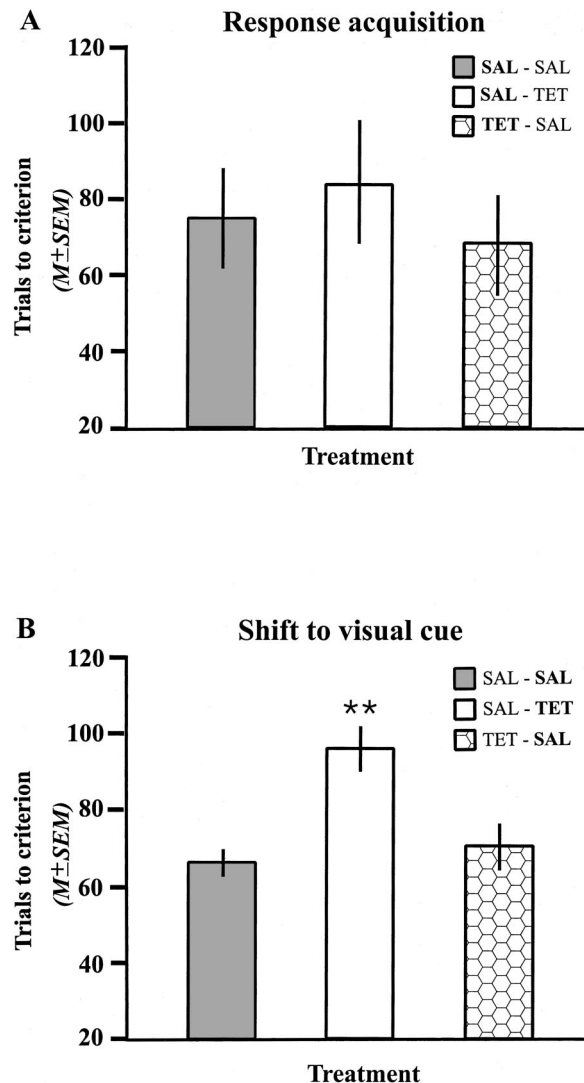 A
Response acquisition
120
100
80
60
40
20
Trials to criterion
(M±SEM)
SAL - SAL
SAL - TET
TET - SAL
Treatment
B
Shift to visual cue
120
100
80
60
40
20
Trials to criterion
(M±SEM)
SAL - SAL
SAL - TET
TET - SAL
**
Treatment